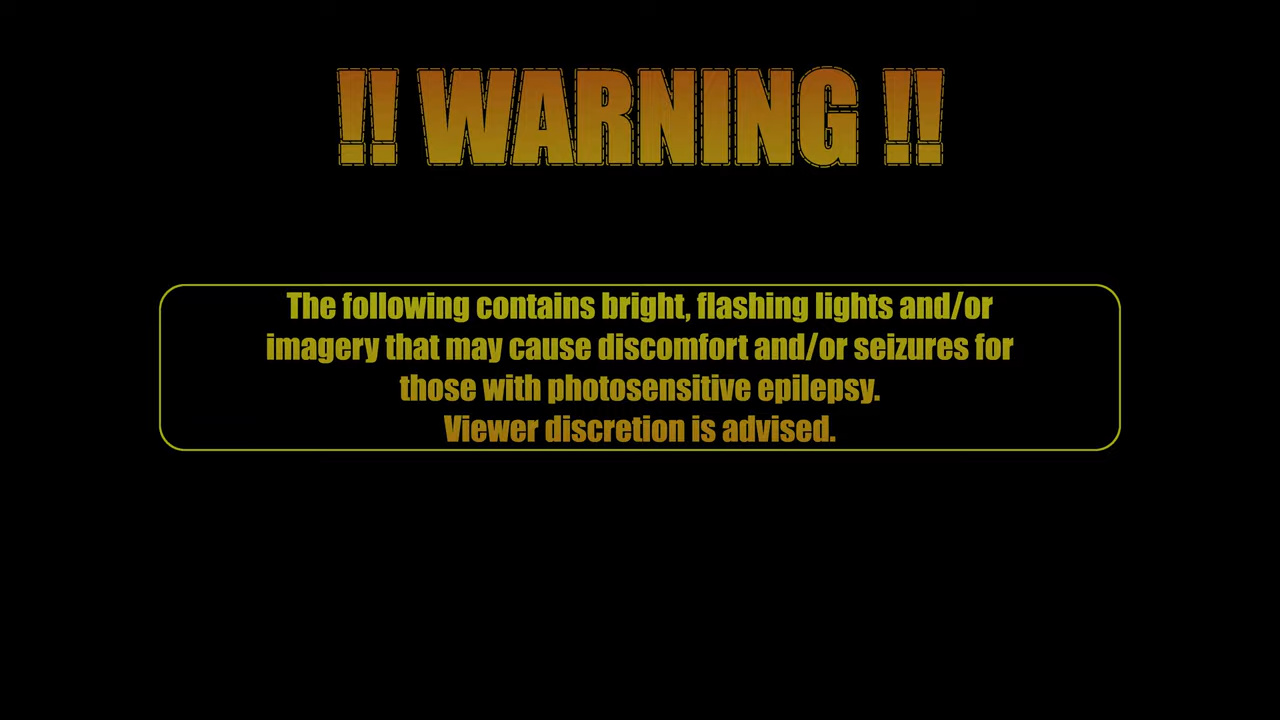 !! WARNING !!
The following contains bright, flashing lights and/or
imagery that may cause discomfort and/or seizures for
those with photosensitive epilepsy.
Viewer discretion is advised.